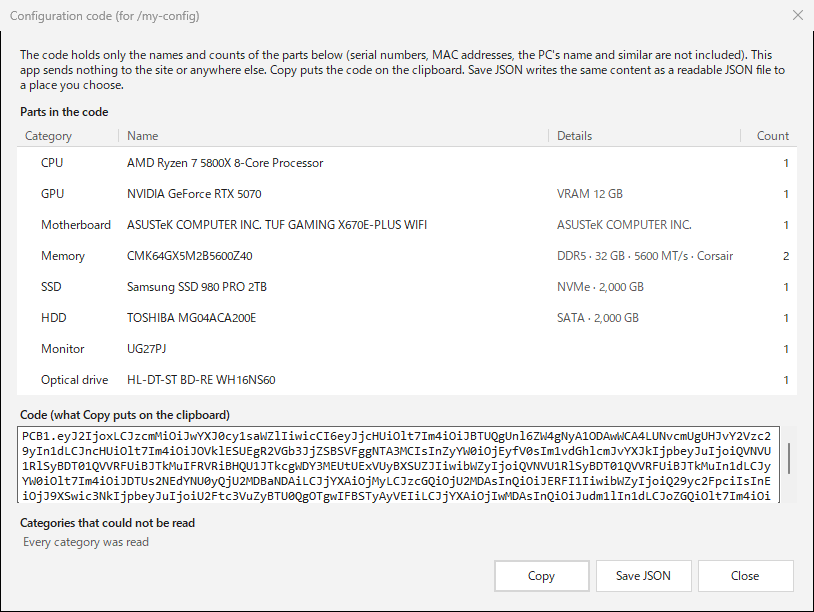 Configuration code (for /my-config)
The code holds only the names and counts of the parts below (serial numbers, MAC addresses, the PC's name and similar are not included). This
app sends nothing to the site or anywhere else. Copy puts the code on the clipboard. Save JSON writes the same content as a readable JSON file to
a place you choose.
Parts in the code
Category Name Details Count
CPU AMD Ryzen 7 5800X 8-Core Processor 1
GPU NVIDIA GeForce RTX 5070 VRAM 12 GB 1
Motherboard ASUSTeK COMPUTER INC. TUF GAMING X670E-PLUS WIFI ASUSTeK COMPUTER INC. 1
Memory CMK64GX5M2B5600Z40 DDR5 · 32 GB · 5600 MT/s · Corsair 2
SSD Samsung SSD 980 PRO 2TB NVMe · 2,000 GB 1
HDD TOSHIBA MG04ACA200E SATA · 2,000 GB 1
Monitor UG27PJ 1
Optical drive HL-DT-ST BD-RE WH16NS60 1
Code (what Copy puts on the clipboard)
Categories that could not be read
Every category was read
Copy Save JSON Close